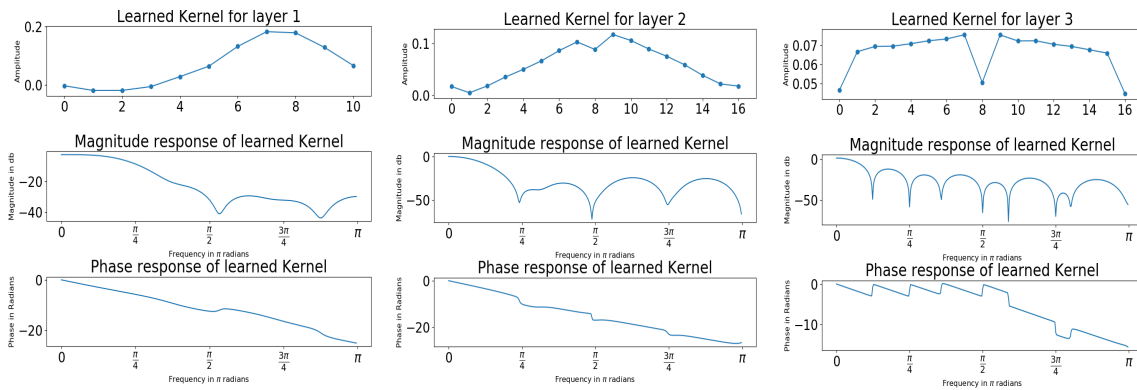 Learned Kernel for layer 1
Amplitude
0.2
0.0
0 2 4 6 8 10
Magnitude response of learned Kernel
Magnitude in db
−20
−40
0 π/4 π/2 3π/4 π
Frequency in π radians
Phase response of learned Kernel
Phase in Radians
0
−20
0 π/4 π/2 3π/4 π
Frequency in π radians
Learned Kernel for layer 2
Amplitude
0.1
0.0
0 2 4 6 8 10 12 14 16
Magnitude response of learned Kernel
Magnitude in db
0
−50
0 π/4 π/2 3π/4 π
Frequency in π radians
Phase response of learned Kernel
Phase in Radians
0
−20
0 π/4 π/2 3π/4 π
Frequency in π radians
Learned Kernel for layer 3
Amplitude
0.07
0.06
0.05
0 2 4 6 8 10 12 14 16
Magnitude response of learned Kernel
Magnitude in db
0
−50
0 π/4 π/2 3π/4 π
Frequency in π radians
Phase response of learned Kernel
Phase in Radians
0
−10
0 π/4 π/2 3π/4 π
Frequency in π radians